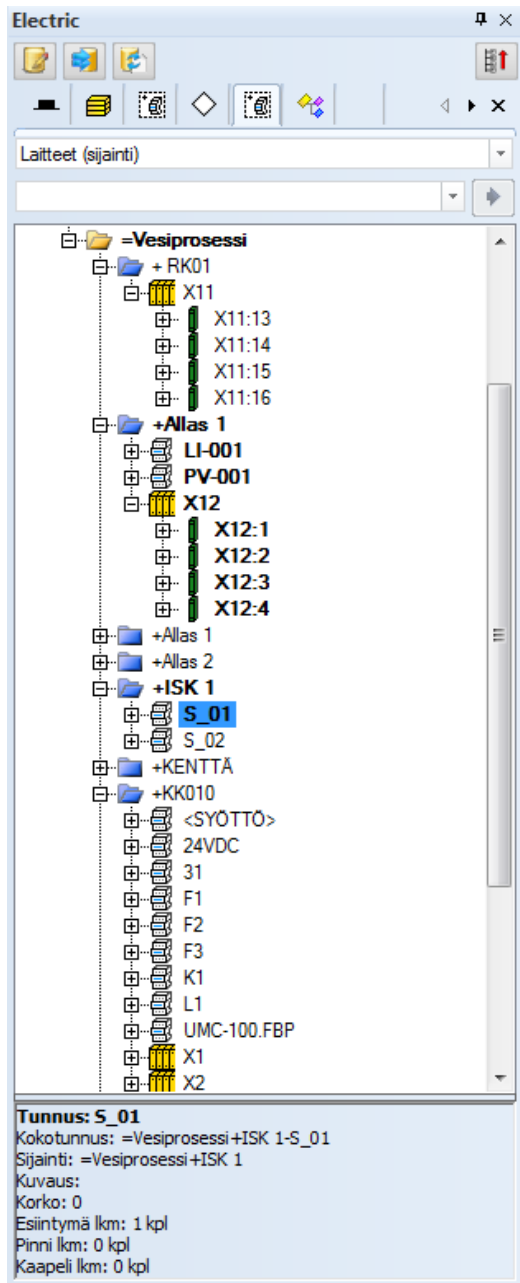 Electric
Laitteet (sijainti)
=Vesiprosessi
+ RK01
X11
X11:13
X11:14
X11:15
X11:16
+Allas 1
LI-001
PV-001
X12
X12:1
X12:2
X12:3
X12:4
+Allas 1
+Allas 2
+ISK 1
S_01
S_02
+KENTTÄ
+KK010
<SYÖTTÖ>
24VDC
31
F1
F2
F3
K1
L1
UMC-100.FBP
X1
X2
Tunnus: S_01
Kokotunnus: =Vesiprosessi+ISK 1-S_01
Sijainti: =Vesiprosessi+ISK 1
Kuvaus:
Korko: 0
Esiintymä lkm: 1 kpl
Pinni lkm: 0 kpl
Kaapeli lkm: 0 kpl